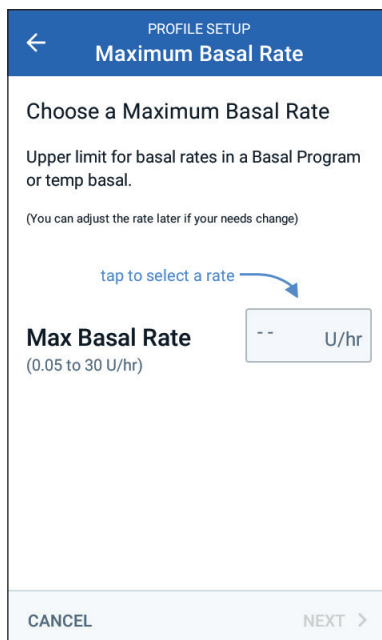 PROFILE SETUP
Maximum Basal Rate
Choose a Maximum Basal Rate
Upper limit for basal rates in a Basal Program
or temp basal.
(You can adjust the rate later if your needs change)
tap to select a rate
Max Basal Rate
-- U/hr
(0.05 to 30 U/hr)
CANCEL
NEXT